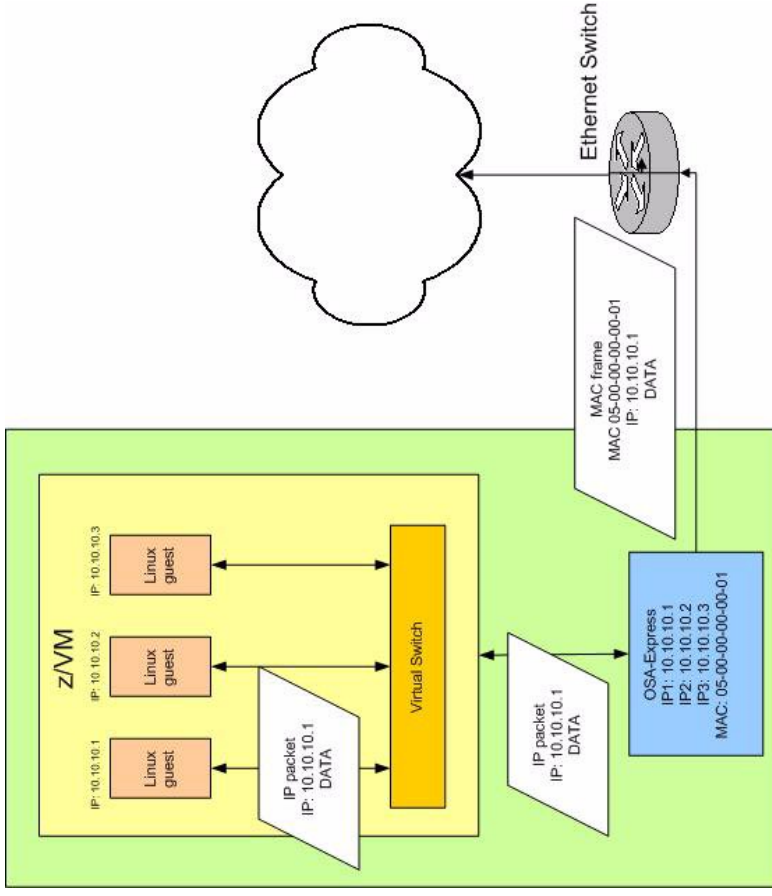 z/VM
IP: 10.10.10.1
Linux
guest
IP: 10.10.10.2
Linux
guest
IP: 10.10.10.3
Linux
guest
IP packet
IP: 10.10.10.1
DATA
Virtual Switch
IP packet
IP: 10.10.10.1
DATA
OSA-Express
IP1: 10.10.10.1
IP2: 10.10.10.2
IP3: 10.10.10.3
MAC: 05-00-00-00-00-01
MAC frame
MAC 05-00-00-00-00-01
IP: 10.10.10.1
DATA
Ethernet Switch